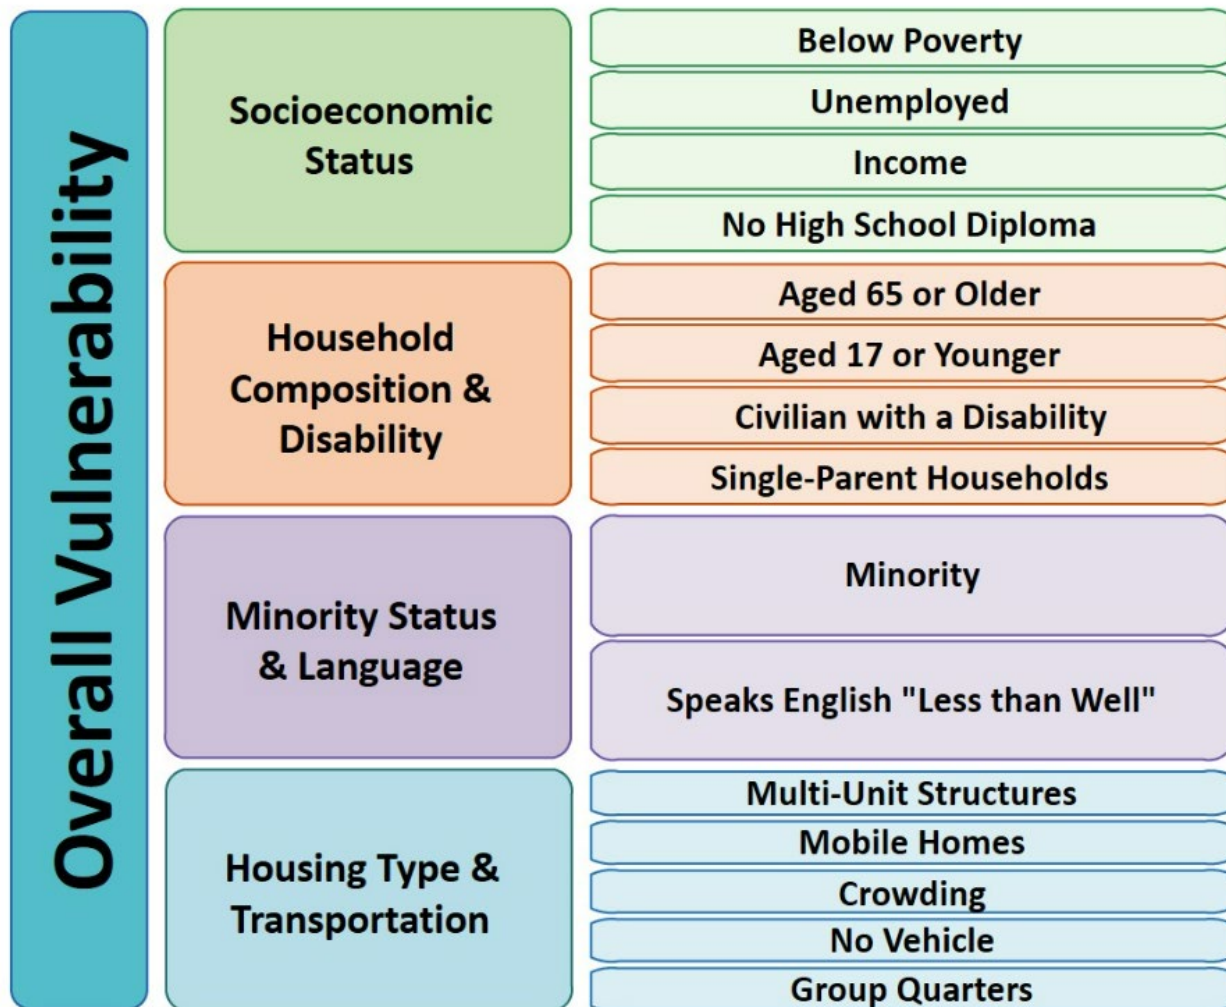 Overall Vulnerability
Socioeconomic
Status
Below Poverty
Unemployed
Income
No High School Diploma
Household
Composition &
Disability
Aged 65 or Older
Aged 17 or Younger
Civilian with a Disability
Single-Parent Households
Minority Status
& Language
Minority
Speaks English "Less than Well"
Housing Type &
Transportation
Multi-Unit Structures
Mobile Homes
Crowding
No Vehicle
Group Quarters